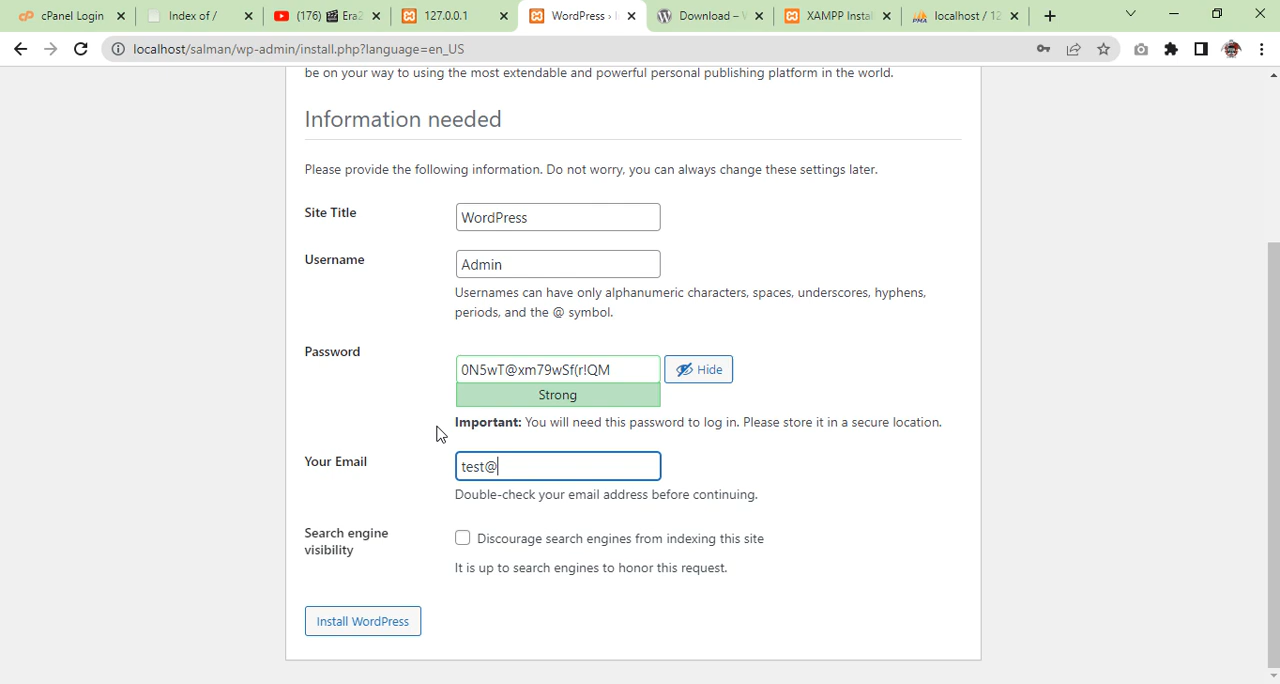 cPanel Login
Index of /
(176) Era2
127.0.0.1
WordPress ›
Download –
XAMPP Insta
localhost / 12
localhost/salman/wp-admin/install.php?language=en_US
be on your way to using the most extendable and powerful personal publishing platform in the world.
Information needed
Please provide the following information. Do not worry, you can always change these settings later.
Site Title
WordPress
Username
Admin
Usernames can have only alphanumeric characters, spaces, underscores, hyphens,
periods, and the @ symbol.
Password
0N5wT@xm79wSf(r!QM
Hide
Strong
Important: You will need this password to log in. Please store it in a secure location.
Your Email
test@
Double-check your email address before continuing.
Search engine
visibility
Discourage search engines from indexing this site
It is up to search engines to honor this request.
Install WordPress